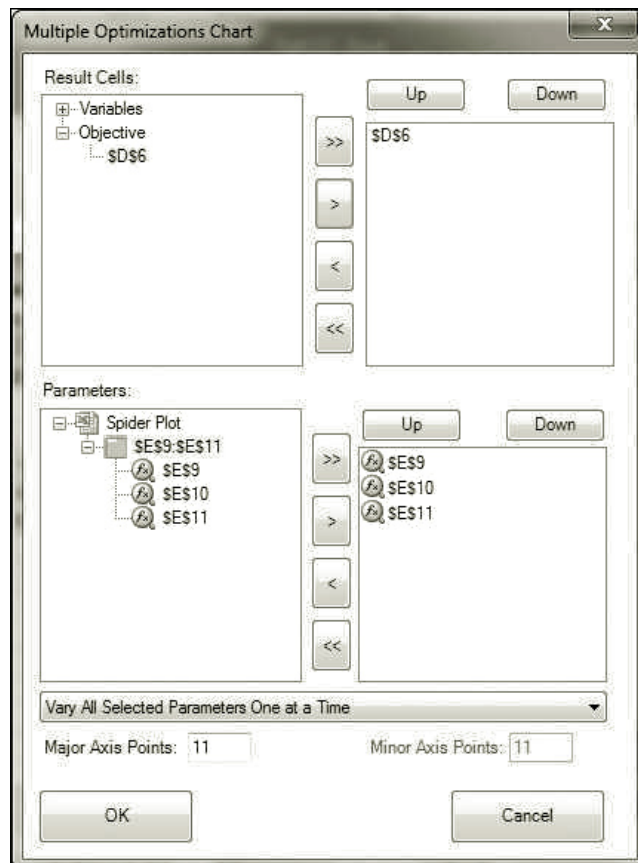 Multiple Optimizations Chart
X
Result Cells:
Up Down
Variables
Objective
$D$6
>>
>
<
<<
$D$6
Parameters:
Up Down
Spider Plot
$E$9:$E$11
$E$9
$E$10
$E$11
>>
>
<
<<
$E$9
$E$10
$E$11
Vary All Selected Parameters One at a Time
Major Axis Points: 11 Minor Axis Points: 11
OK Cancel